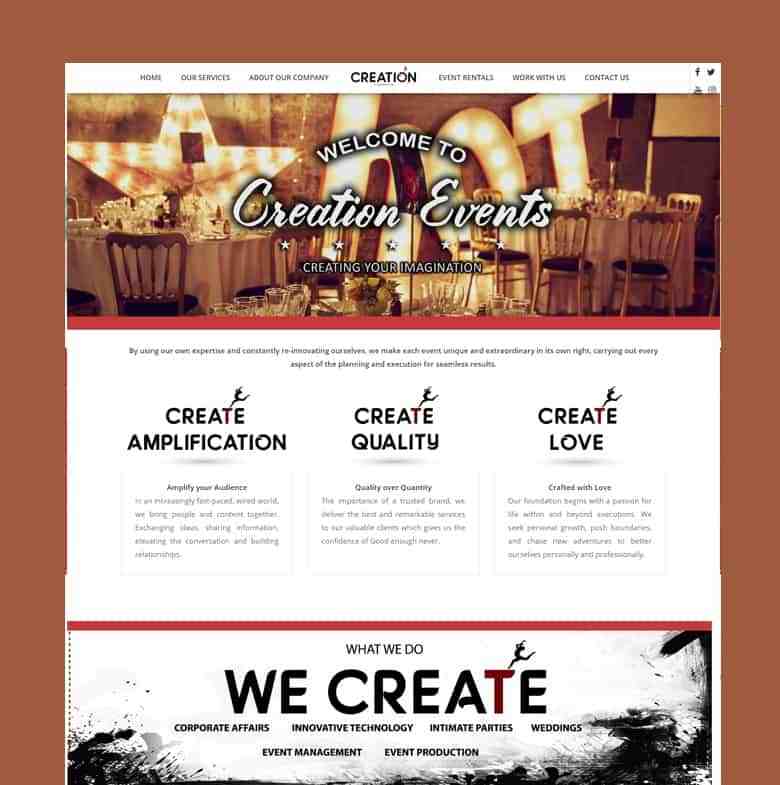 HOME OUR SERVICES ABOUT OUR COMPANY CREATION EVENT RENTALS WORK WITH US CONTACT US
WELCOME TO
Creation Events
CREATING YOUR IMAGINATION
By using our own expertise and constantly re-innovating ourselves, we make each event unique and extraordinary in its own right, carrying out every
aspect of the planning and execution for seamless results.
CREATE
AMPLIFICATION
Amplify your Audience
In an increasingly fast-paced, wired world,
we bring people and content together.
Exchanging ideas, sharing information,
elevating the conversation and building
relationships.
CREATE
QUALITY
Quality over Quantity
The importance of a trusted brand, we
deliver the best and remarkable services
to our valuable clients which gives us the
confidence of Good enough never.
CREATE
LOVE
Crafted with Love
Our foundation begins with a passion for
life within and beyond executions. We
seek personal growth, push boundaries,
and chase new adventures to better
ourselves personally and professionally.
WHAT WE DO
WE CREATE
CORPORATE AFFAIRS INNOVATIVE TECHNOLOGY INTIMATE PARTIES WEDDINGS
EVENT MANAGEMENT EVENT PRODUCTION